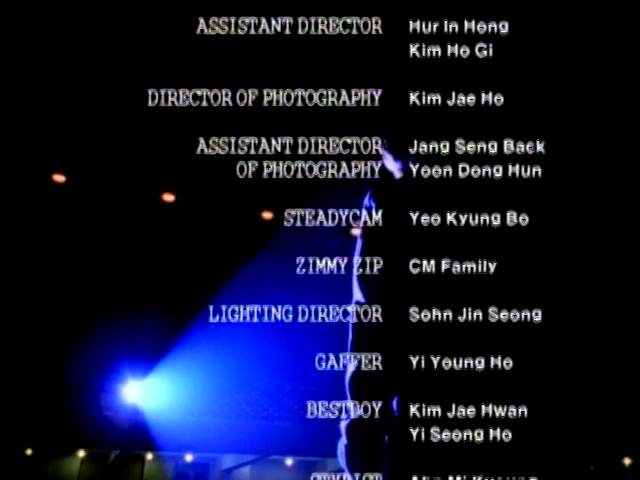 ASSISTANT DIRECTOR Hur In Hong
Kim Ho Gi
DIRECTOR OF PHOTOGRAPHY Kim Jae Ho
ASSISTANT DIRECTOR Jang Seng Back
OF PHOTOGRAPHY Yoon Dong Hun
STEADYCAM Yeo Kyung Bo
ZIMMY ZIP CM Family
LIGHTING DIRECTOR Sohn Jin Seong
GAFFER Yi Young Ho
BESTBOY Kim Jae Hwan
Yi Seong Ho